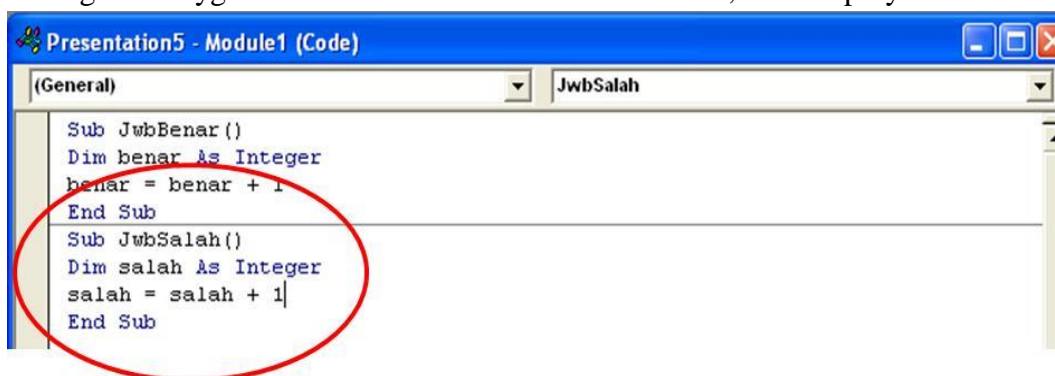 Presentation5 - Module1 (Code)
(General) JwbSalah
Sub JwbBenar()
Dim benar As Integer
benar = benar + 1
End Sub
Sub JwbSalah()
Dim salah As Integer
salah = salah + 1
End Sub